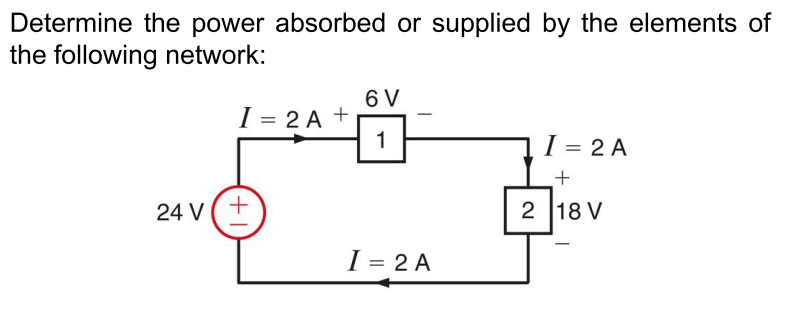 Determine the power absorbed or supplied by the elements of
the following network:
6 V
I = 2 A + −
1
I = 2 A
+
24 V + −
2 18 V
−
I = 2 A